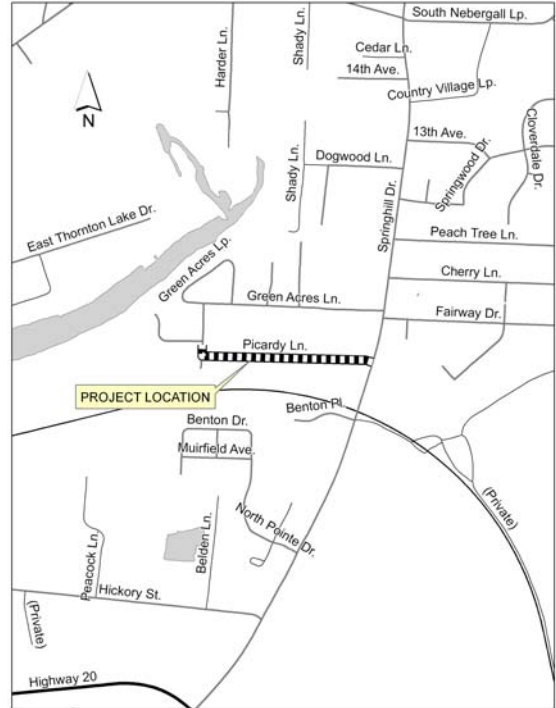 South Nebergall Lp.
Harder Ln.
Shady Ln.
Cedar Ln.
14th Ave.
Country Village Lp.
N
13th Ave.
Cloverdale Dr.
Springwood Dr.
Dogwood Ln.
Shady Ln.
Springhill Dr.
East Thornton Lake Dr.
Peach Tree Ln.
Green Acres Lp.
Cherry Ln.
Green Acres Ln.
Fairway Dr.
Picardy Ln.
PROJECT LOCATION
Benton Pl.
Benton Dr.
Muirfield Ave.
(Private)
North Pointe Dr.
Peacock Ln.
Belden Ln.
Hickory St.
(Private)
Highway 20